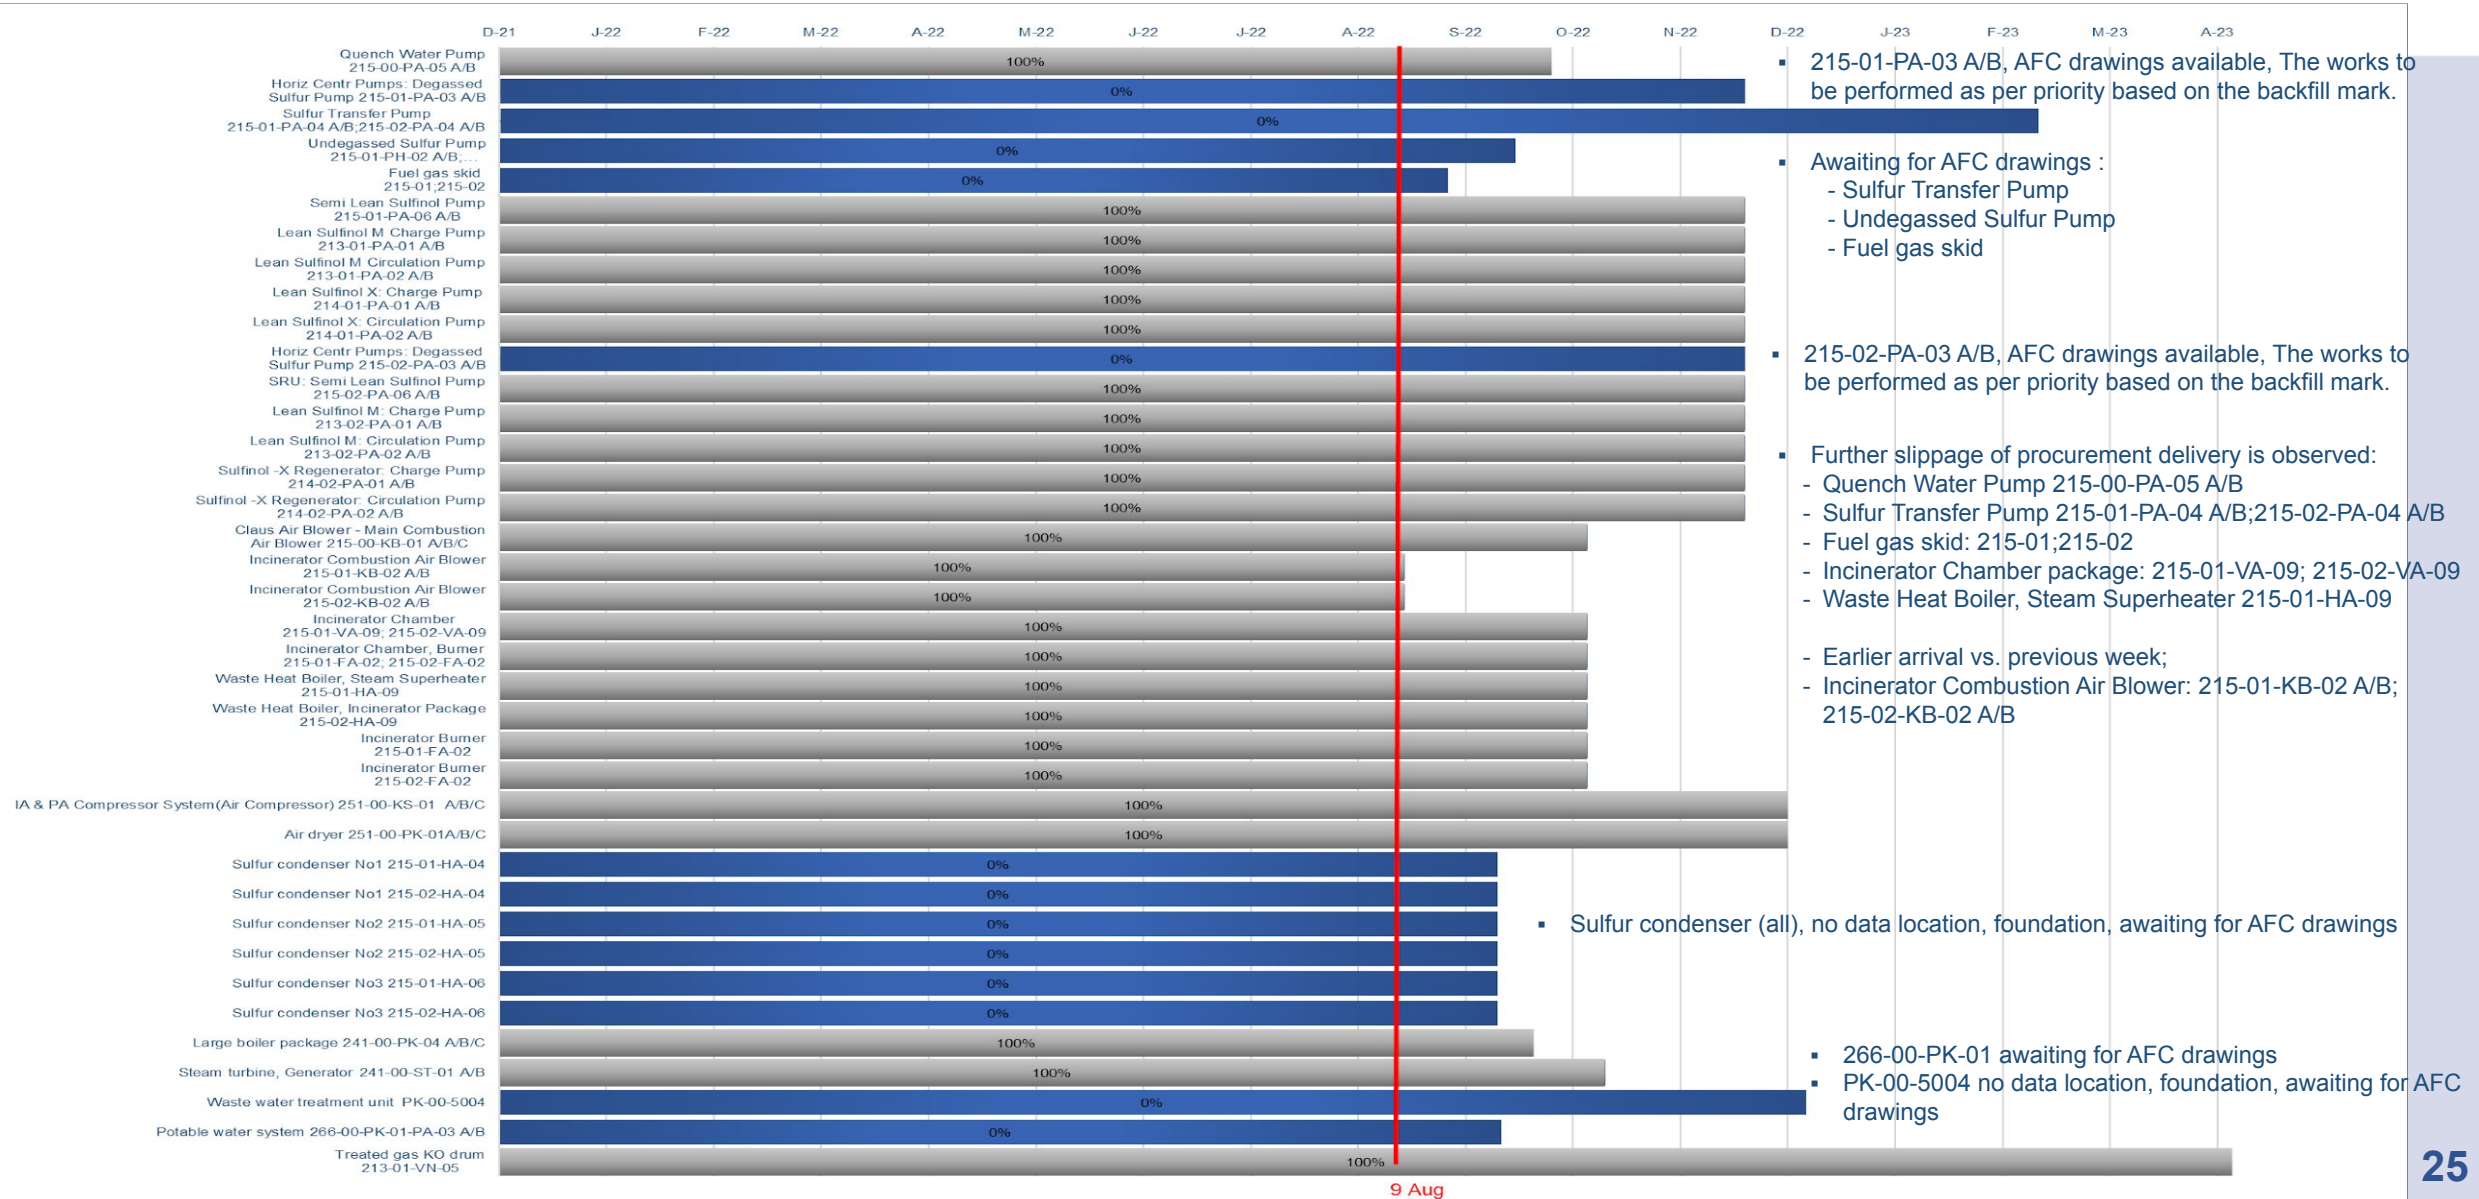 D-21 J-22 F-22 M-22 A-22 M-22 J-22 J-22 A-22 S-22 O-22 N-22 D-22 J-23 F-23 M-23 A-23
Quench Water Pump
215-00-PA-05 A/B
100%
Horiz Centr Pumps: Degassed
Sulfur Pump 215-01-PA-03 A/B
0%
Sulfur Transfer Pump
215-01-PA-04 A/B;215-02-PA-04 A/B
0%
Undegassed Sulfur Pump
215-01-PH-02 A/B;…
0%
Fuel gas skid
215-01;215-02
0%
Semi Lean Sulfinol Pump
215-01-PA-06 A/B
100%
Lean Sulfinol M Charge Pump
213-01-PA-01 A/B
100%
Lean Sulfinol M Circulation Pump
213-01-PA-02 A/B
100%
Lean Sulfinol X: Charge Pump
214-01-PA-01 A/B
100%
Lean Sulfinol X: Circulation Pump
214-01-PA-02 A/B
100%
Horiz Centr Pumps: Degassed
Sulfur Pump 215-02-PA-03 A/B
0%
SRU: Semi Lean Sulfinol Pump
215-02-PA-06 A/B
100%
Lean Sulfinol M: Charge Pump
213-02-PA-01 A/B
100%
Lean Sulfinol M: Circulation Pump
213-02-PA-02 A/B
100%
Sulfinol -X Regenerator: Charge Pump
214-02-PA-01 A/B
100%
Sulfinol -X Regenerator: Circulation Pump
214-02-PA-02 A/B
100%
Claus Air Blower - Main Combustion
Air Blower 215-00-KB-01 A/B/C
100%
Incinerator Combustion Air Blower
215-01-KB-02 A/B
100%
Incinerator Combustion Air Blower
215-02-KB-02 A/B
100%
Incinerator Chamber
215-01-VA-09; 215-02-VA-09
100%
Incinerator Chamber, Burner
215-01-FA-02; 215-02-FA-02
100%
Waste Heat Boiler, Steam Superheater
215-01-HA-09
100%
Waste Heat Boiler, Incinerator Package
215-02-HA-09
100%
Incinerator Burner
215-01-FA-02
100%
Incinerator Burner
215-02-FA-02
100%
IA & PA Compressor System(Air Compressor) 251-00-KS-01 A/B/C
100%
Air dryer 251-00-PK-01A/B/C
100%
Sulfur condenser No1 215-01-HA-04
0%
Sulfur condenser No1 215-02-HA-04
0%
Sulfur condenser No2 215-01-HA-05
0%
Sulfur condenser No2 215-02-HA-05
0%
Sulfur condenser No3 215-01-HA-06
0%
Sulfur condenser No3 215-02-HA-06
0%
Large boiler package 241-00-PK-04 A/B/C
100%
Steam turbine, Generator 241-00-ST-01 A/B
100%
Waste water treatment unit PK-00-5004
0%
Potable water system 266-00-PK-01-PA-03 A/B
0%
Treated gas KO drum
213-01-VN-05
100%
9 Aug
▪ 215-01-PA-03 A/B, AFC drawings available, The works to
be performed as per priority based on the backfill mark.
▪ Awaiting for AFC drawings :
- Sulfur Transfer Pump
- Undegassed Sulfur Pump
- Fuel gas skid
▪ 215-02-PA-03 A/B, AFC drawings available, The works to
be performed as per priority based on the backfill mark.
▪ Further slippage of procurement delivery is observed:
- Quench Water Pump 215-00-PA-05 A/B
- Sulfur Transfer Pump 215-01-PA-04 A/B;215-02-PA-04 A/B
- Fuel gas skid: 215-01;215-02
- Incinerator Chamber package: 215-01-VA-09; 215-02-VA-09
- Waste Heat Boiler, Steam Superheater 215-01-HA-09
- Earlier arrival vs. previous week;
- Incinerator Combustion Air Blower: 215-01-KB-02 A/B;
215-02-KB-02 A/B
▪ Sulfur condenser (all), no data location, foundation, awaiting for AFC drawings
▪ 266-00-PK-01 awaiting for AFC drawings
▪ PK-00-5004 no data location, foundation, awaiting for AFC
drawings
25